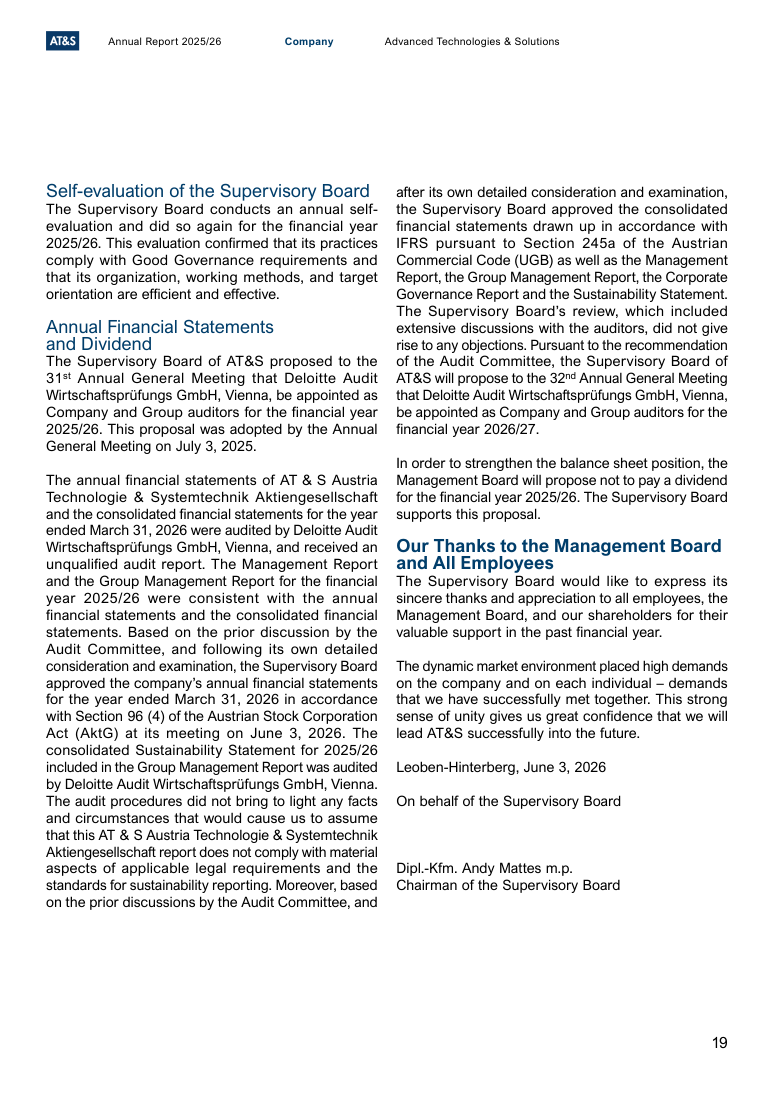 AT&S
Annual Report 2025/26
Company
Advanced Technologies & Solutions
Self-evaluation of the Supervisory Board
The Supervisory Board conducts an annual self-
evaluation and did so again for the financial year
2025/26. This evaluation confirmed that its practices
comply with Good Governance requirements and
that its organization, working methods, and target
orientation are efficient and effective.
Annual Financial Statements
and Dividend
The Supervisory Board of AT&S proposed to the
31st Annual General Meeting that Deloitte Audit
Wirtschaftsprüfungs GmbH, Vienna, be appointed as
Company and Group auditors for the financial year
2025/26. This proposal was adopted by the Annual
General Meeting on July 3, 2025.
The annual financial statements of AT & S Austria
Technologie & Systemtechnik Aktiengesellschaft
and the consolidated financial statements for the year
ended March 31, 2026 were audited by Deloitte Audit
Wirtschaftsprüfungs GmbH, Vienna, and received an
unqualified audit report. The Management Report
and the Group Management Report for the financial
year 2025/26 were consistent with the annual
financial statements and the consolidated financial
statements. Based on the prior discussion by the
Audit Committee, and following its own detailed
consideration and examination, the Supervisory Board
approved the company's annual financial statements
for the year ended March 31, 2026 in accordance
with Section 96 (4) of the Austrian Stock Corporation
Act (AktG) at its meeting on June 3, 2026. The
consolidated Sustainability Statement for 2025/26
included in the Group Management Report was audited
by Deloitte Audit Wirtschaftsprüfungs GmbH, Vienna.
The audit procedures did not bring to light any facts
and circumstances that would cause us to assume
that this AT & S Austria Technologie & Systemtechnik
Aktiengesellschaft report does not comply with material
aspects of applicable legal requirements and the
standards for sustainability reporting. Moreover, based
on the prior discussions by the Audit Committee, and
after its own detailed consideration and examination,
the Supervisory Board approved the consolidated
financial statements drawn up in accordance with
IFRS pursuant to Section 245a of the Austrian
Commercial Code (UGB) as well as the Management
Report, the Group Management Report, the Corporate
Governance Report and the Sustainability Statement.
The Supervisory Board's review, which included
extensive discussions with the auditors, did not give
rise to any objections. Pursuant to the recommendation
of the Audit Committee, the Supervisory Board of
AT&S will propose to the 32nd Annual General Meeting
that Deloitte Audit Wirtschaftsprüfungs GmbH, Vienna,
be appointed as Company and Group auditors for the
financial year 2026/27.
In order to strengthen the balance sheet position, the
Management Board will propose not to pay a dividend
for the financial year 2025/26. The Supervisory Board
supports this proposal.
Our Thanks to the Management Board
and All Employees
The Supervisory Board would like to express its
sincere thanks and appreciation to all employees, the
Management Board, and our shareholders for their
valuable support in the past financial year.
The dynamic market environment placed high demands
on the company and on each individual – demands
that we have successfully met together. This strong
sense of unity gives us great confidence that we will
lead AT&S successfully into the future.
Leoben-Hinterberg, June 3, 2026
On behalf of the Supervisory Board
Dipl.-Kfm. Andy Mattes m.p.
Chairman of the Supervisory Board
19